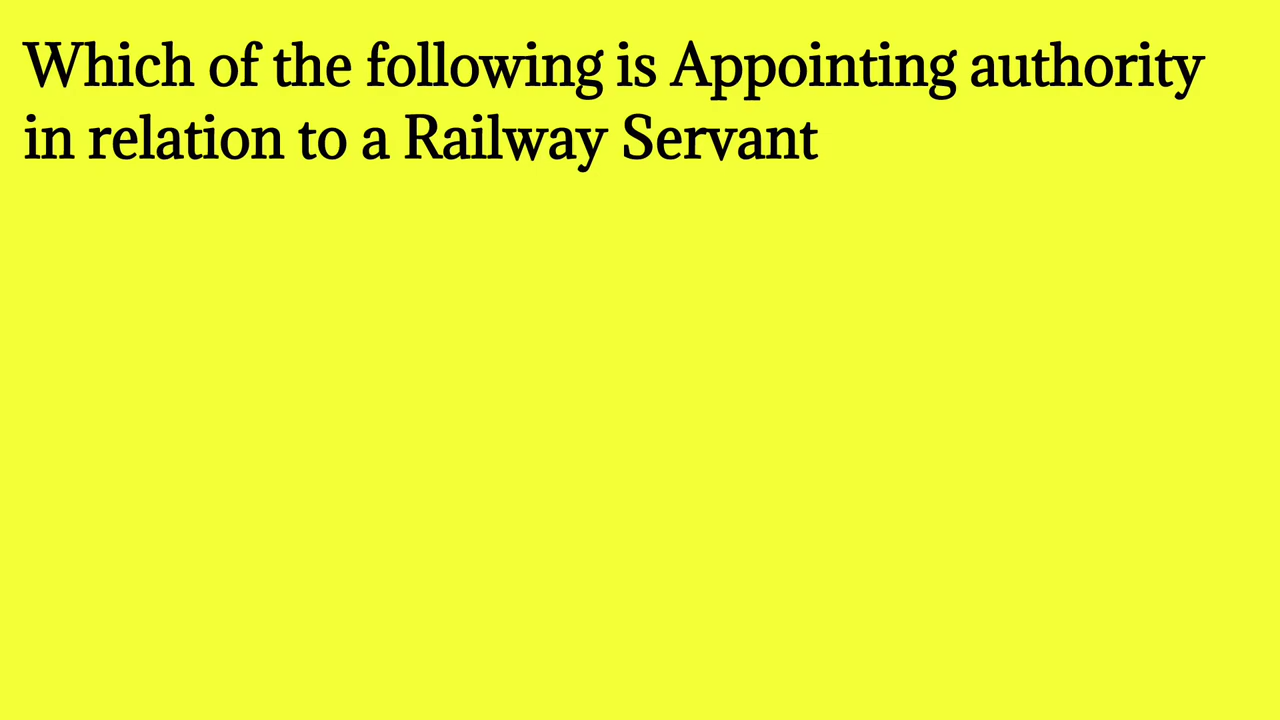 Which of the following is Appointing authority
in relation to a Railway Servant